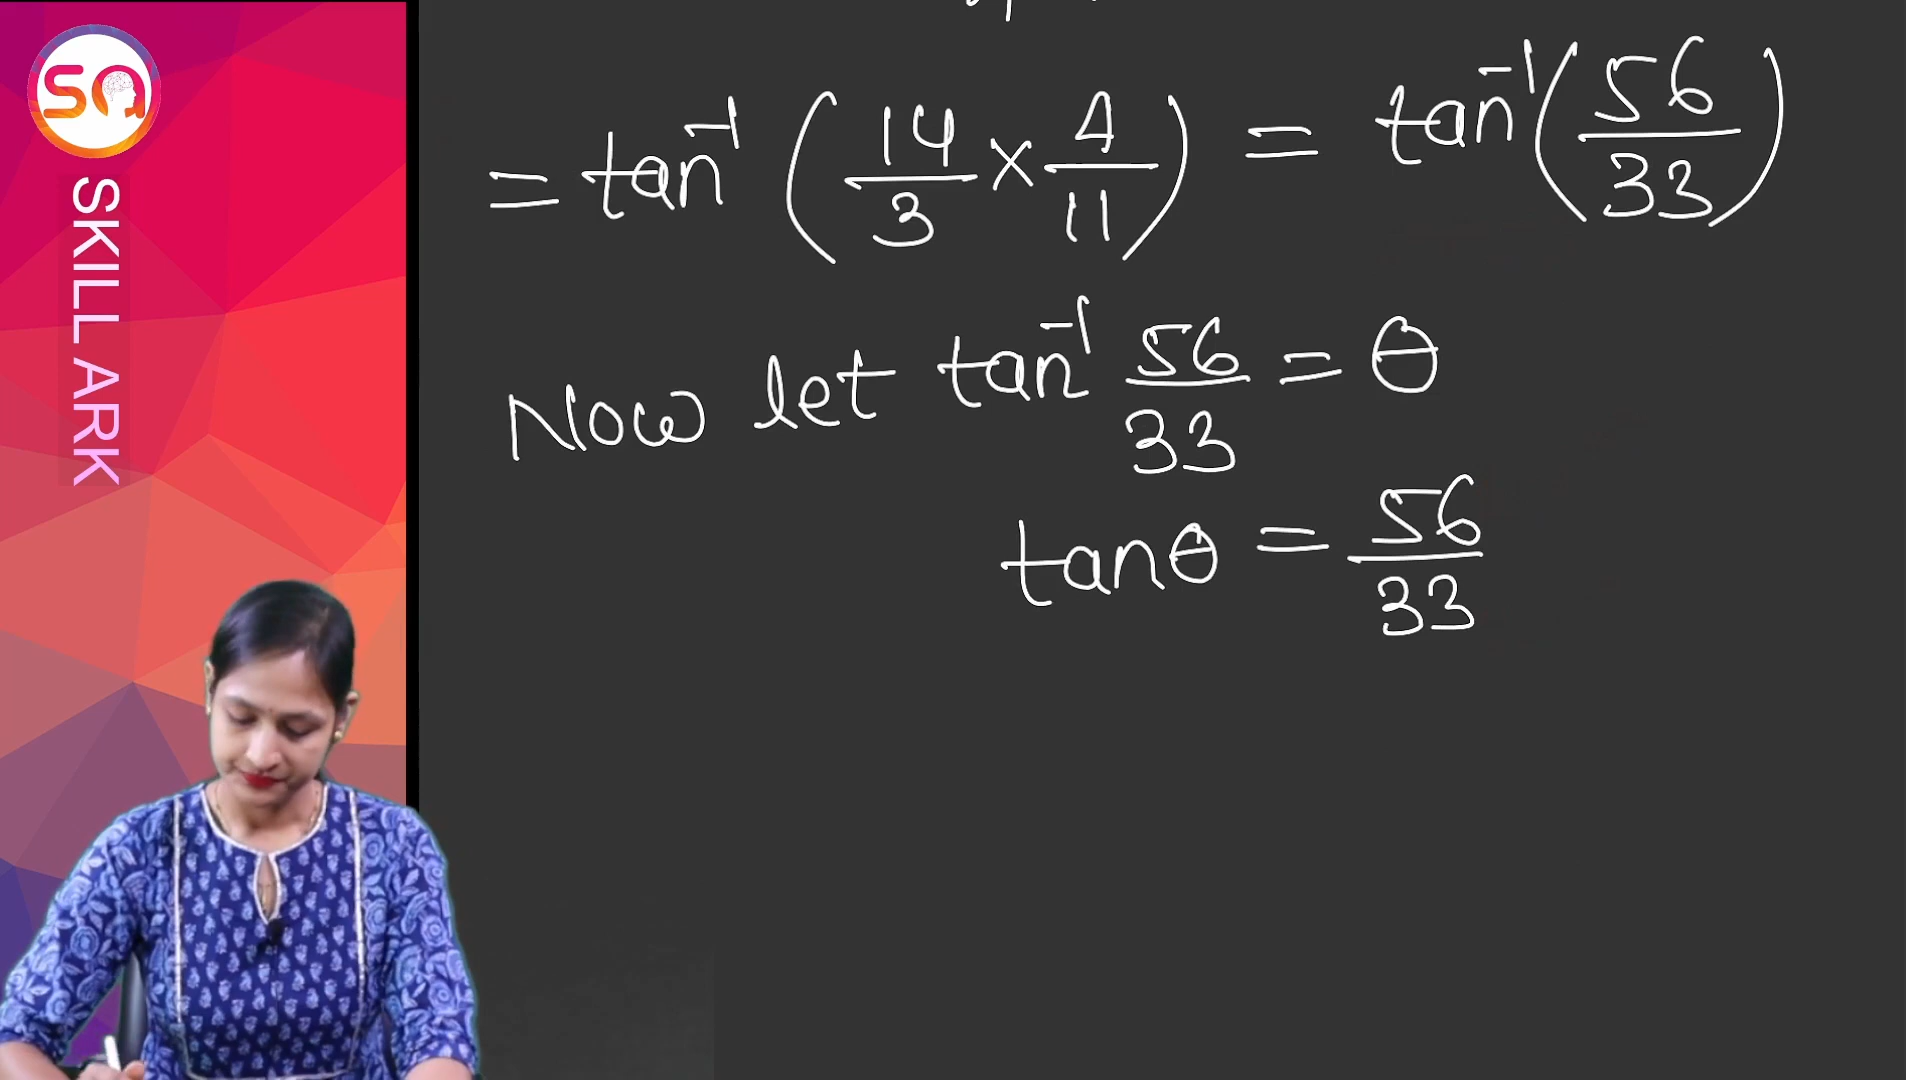 SA
SKILL ARK
= tan⁻¹ (14/3 × 4/11) = tan⁻¹ (56/33)
Now let tan⁻¹ 56/33 = θ
tanθ = 56/33